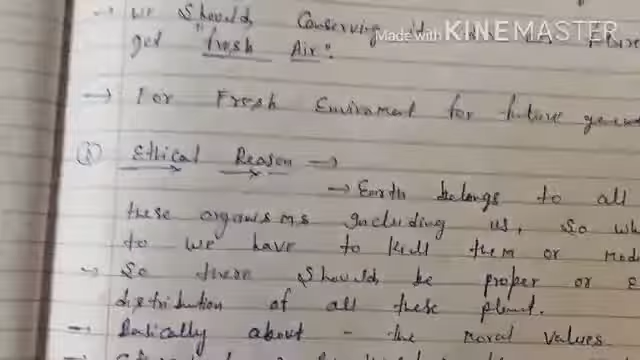 → We Should, Conserving
get "fresh Air".
Made with KINEMASTER
→ For Fresh Enviroment for future
Ethical Reason →
→ Earth belongs to all
these organisms including us, So
to we have to kill them or
→ So there Should, be proper or
distribution of all these plant.
→ Basically about - the moral values